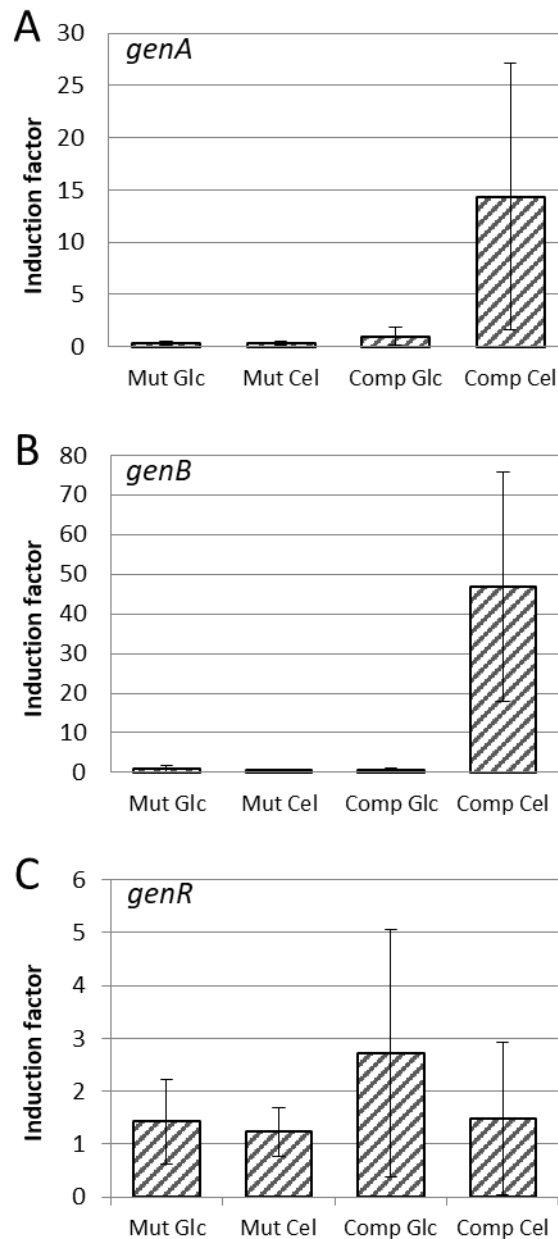 A
genA
Induction factor
30
25
20
15
10
5
0
Mut Glc Mut Cel Comp Glc Comp Cel
B
genB
Induction factor
80
70
60
50
40
30
20
10
0
Mut Glc Mut Cel Comp Glc Comp Cel
C
genR
Induction factor
6
5
4
3
2
1
0
Mut Glc Mut Cel Comp Glc Comp Cel